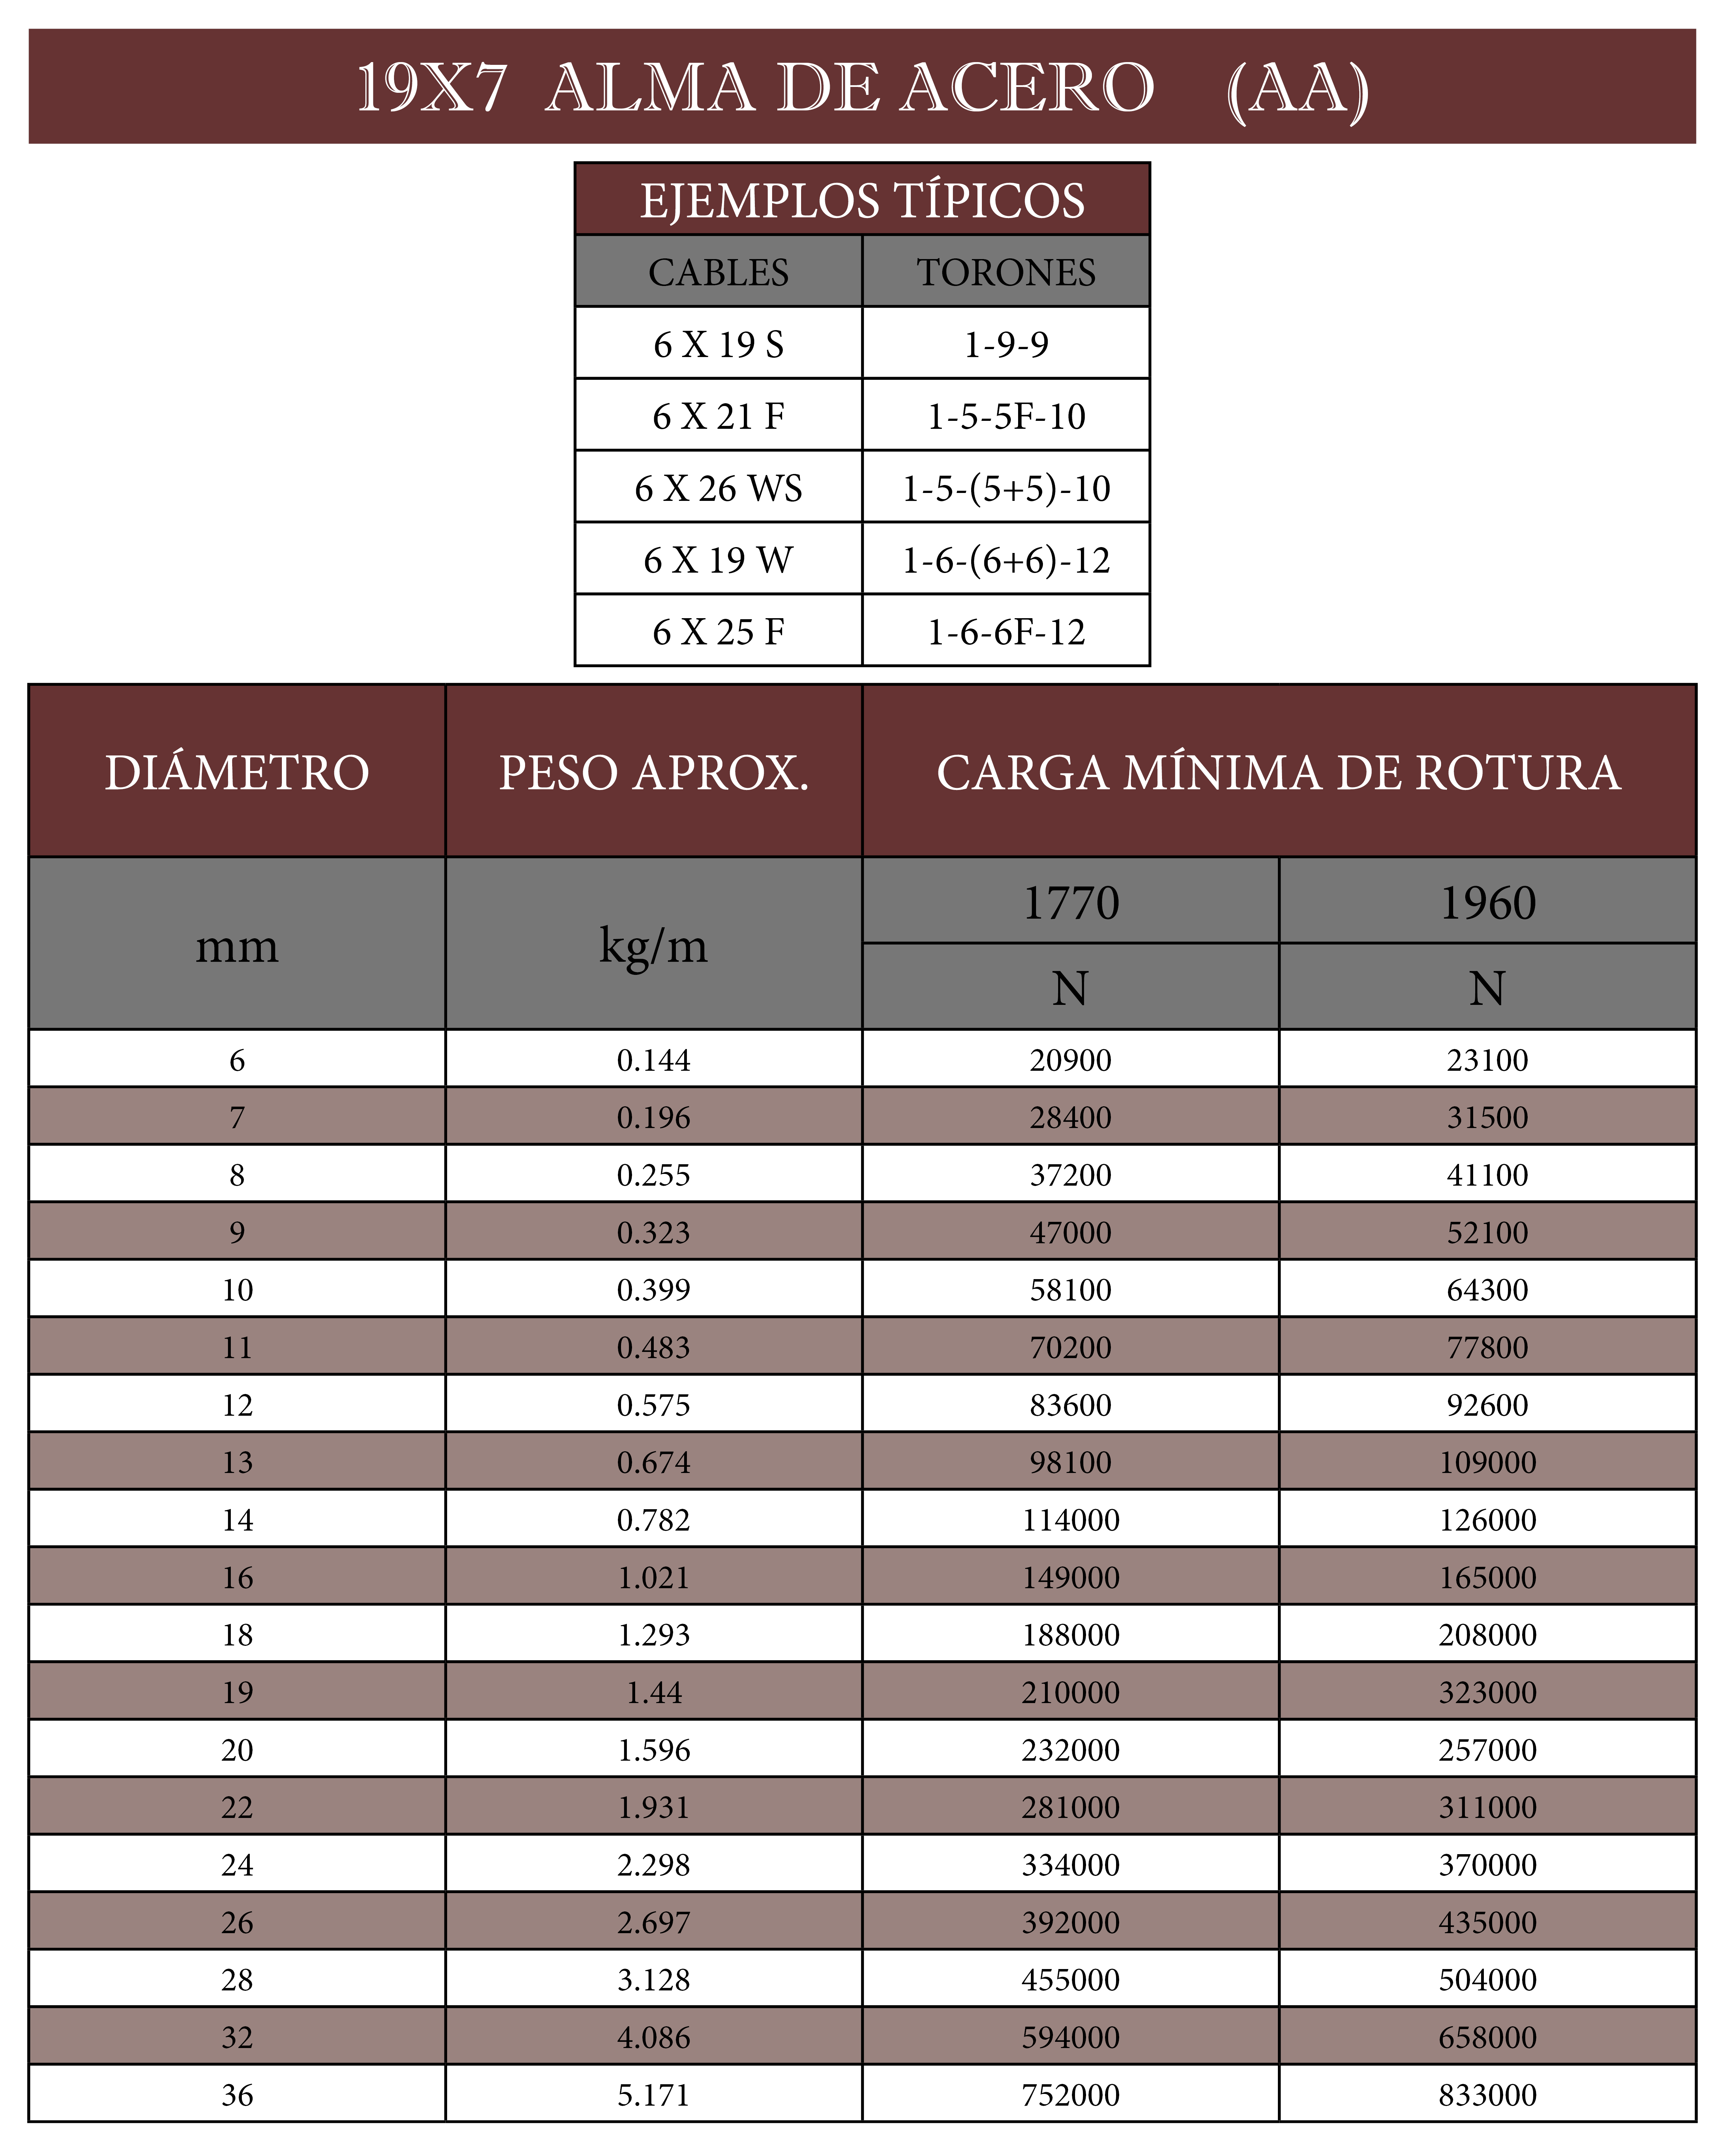 19X7 ALMA DE ACERO (AA)
EJEMPLOS TÍPICOS
CABLES TORONES
6 X 19 S 1-9-9
6 X 21 F 1-5-5F-10
6 X 26 WS 1-5-(5+5)-10
6 X 19 W 1-6-(6+6)-12
6 X 25 F 1-6-6F-12
DIÁMETRO PESO APROX. CARGA MÍNIMA DE ROTURA
mm kg/m 1770 1960
N N
6 0.144 20900 23100
7 0.196 28400 31500
8 0.255 37200 41100
9 0.323 47000 52100
10 0.399 58100 64300
11 0.483 70200 77800
12 0.575 83600 92600
13 0.674 98100 109000
14 0.782 114000 126000
16 1.021 149000 165000
18 1.293 188000 208000
19 1.44 210000 323000
20 1.596 232000 257000
22 1.931 281000 311000
24 2.298 334000 370000
26 2.697 392000 435000
28 3.128 455000 504000
32 4.086 594000 658000
36 5.171 752000 833000